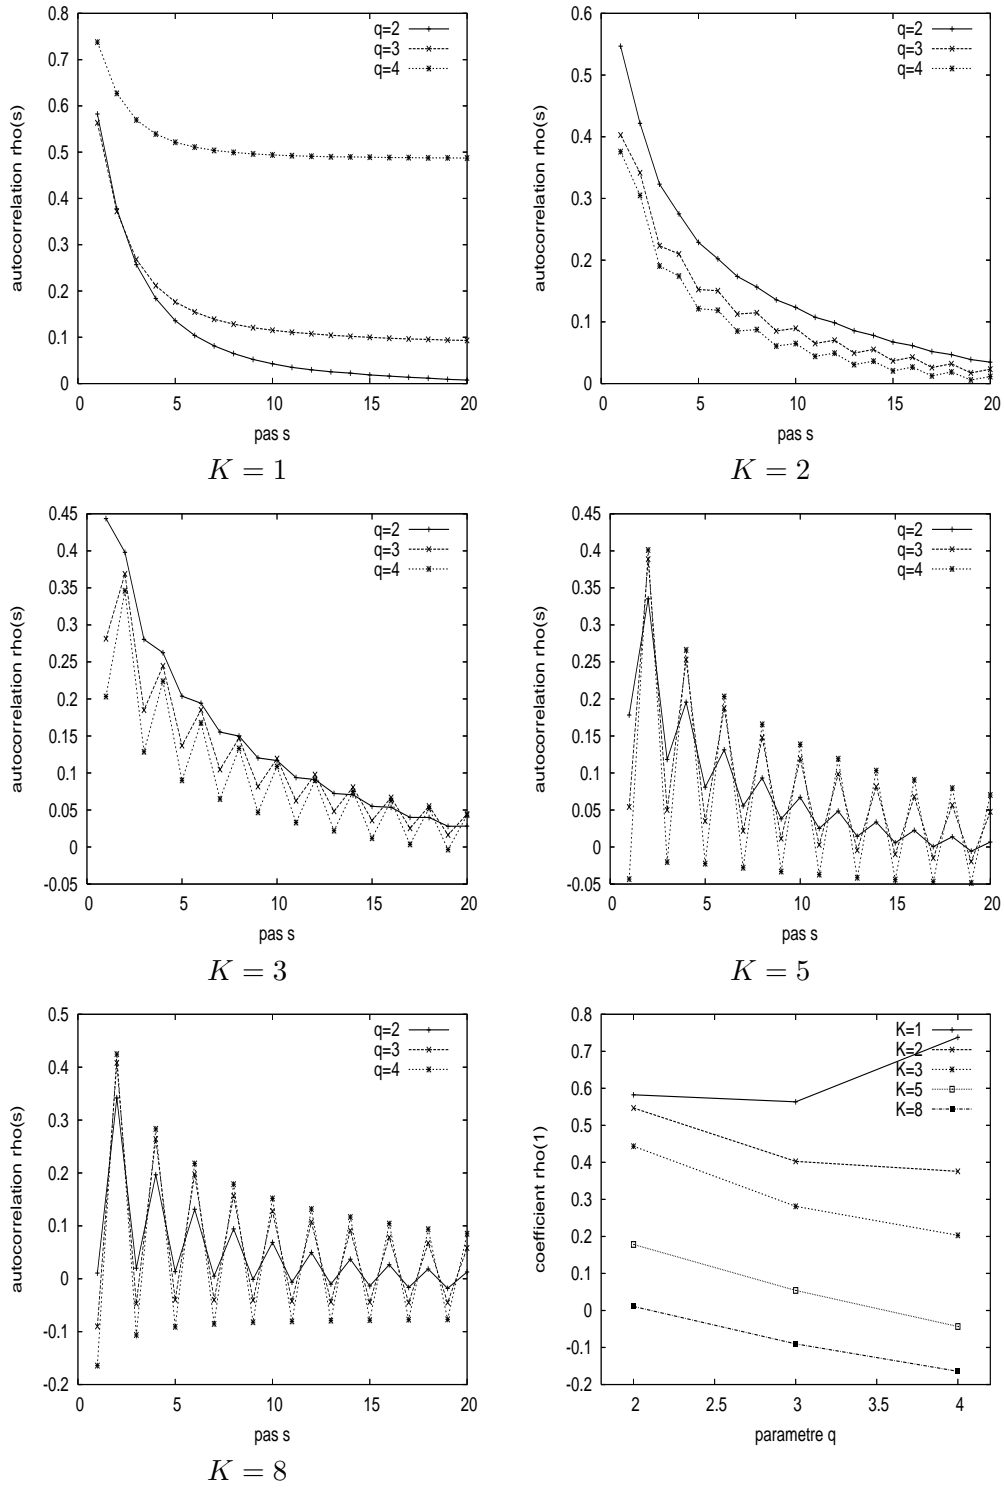 0.8
0.7
0.6
0.5
0.4
0.3
0.2
0.1
0
0 5 10 15 20
autocorrelation rho(s)
pas s
q=2
q=3
q=4
K = 1
0.6
0.5
0.4
0.3
0.2
0.1
0
0 5 10 15 20
autocorrelation rho(s)
pas s
q=2
q=3
q=4
K = 2
0.45
0.4
0.35
0.3
0.25
0.2
0.15
0.1
0.05
0
-0.05
0 5 10 15 20
autocorrelation rho(s)
pas s
q=2
q=3
q=4
K = 3
0.45
0.4
0.35
0.3
0.25
0.2
0.15
0.1
0.05
0
-0.05
0 5 10 15 20
autocorrelation rho(s)
pas s
q=2
q=3
q=4
K = 5
0.5
0.4
0.3
0.2
0.1
0
-0.1
-0.2
0 5 10 15 20
autocorrelation rho(s)
pas s
q=2
q=3
q=4
K = 8
0.8
0.7
0.6
0.5
0.4
0.3
0.2
0.1
0
-0.1
-0.2
2 2.5 3 3.5 4
coefficient rho(1)
parametre q
K=1
K=2
K=3
K=5
K=8